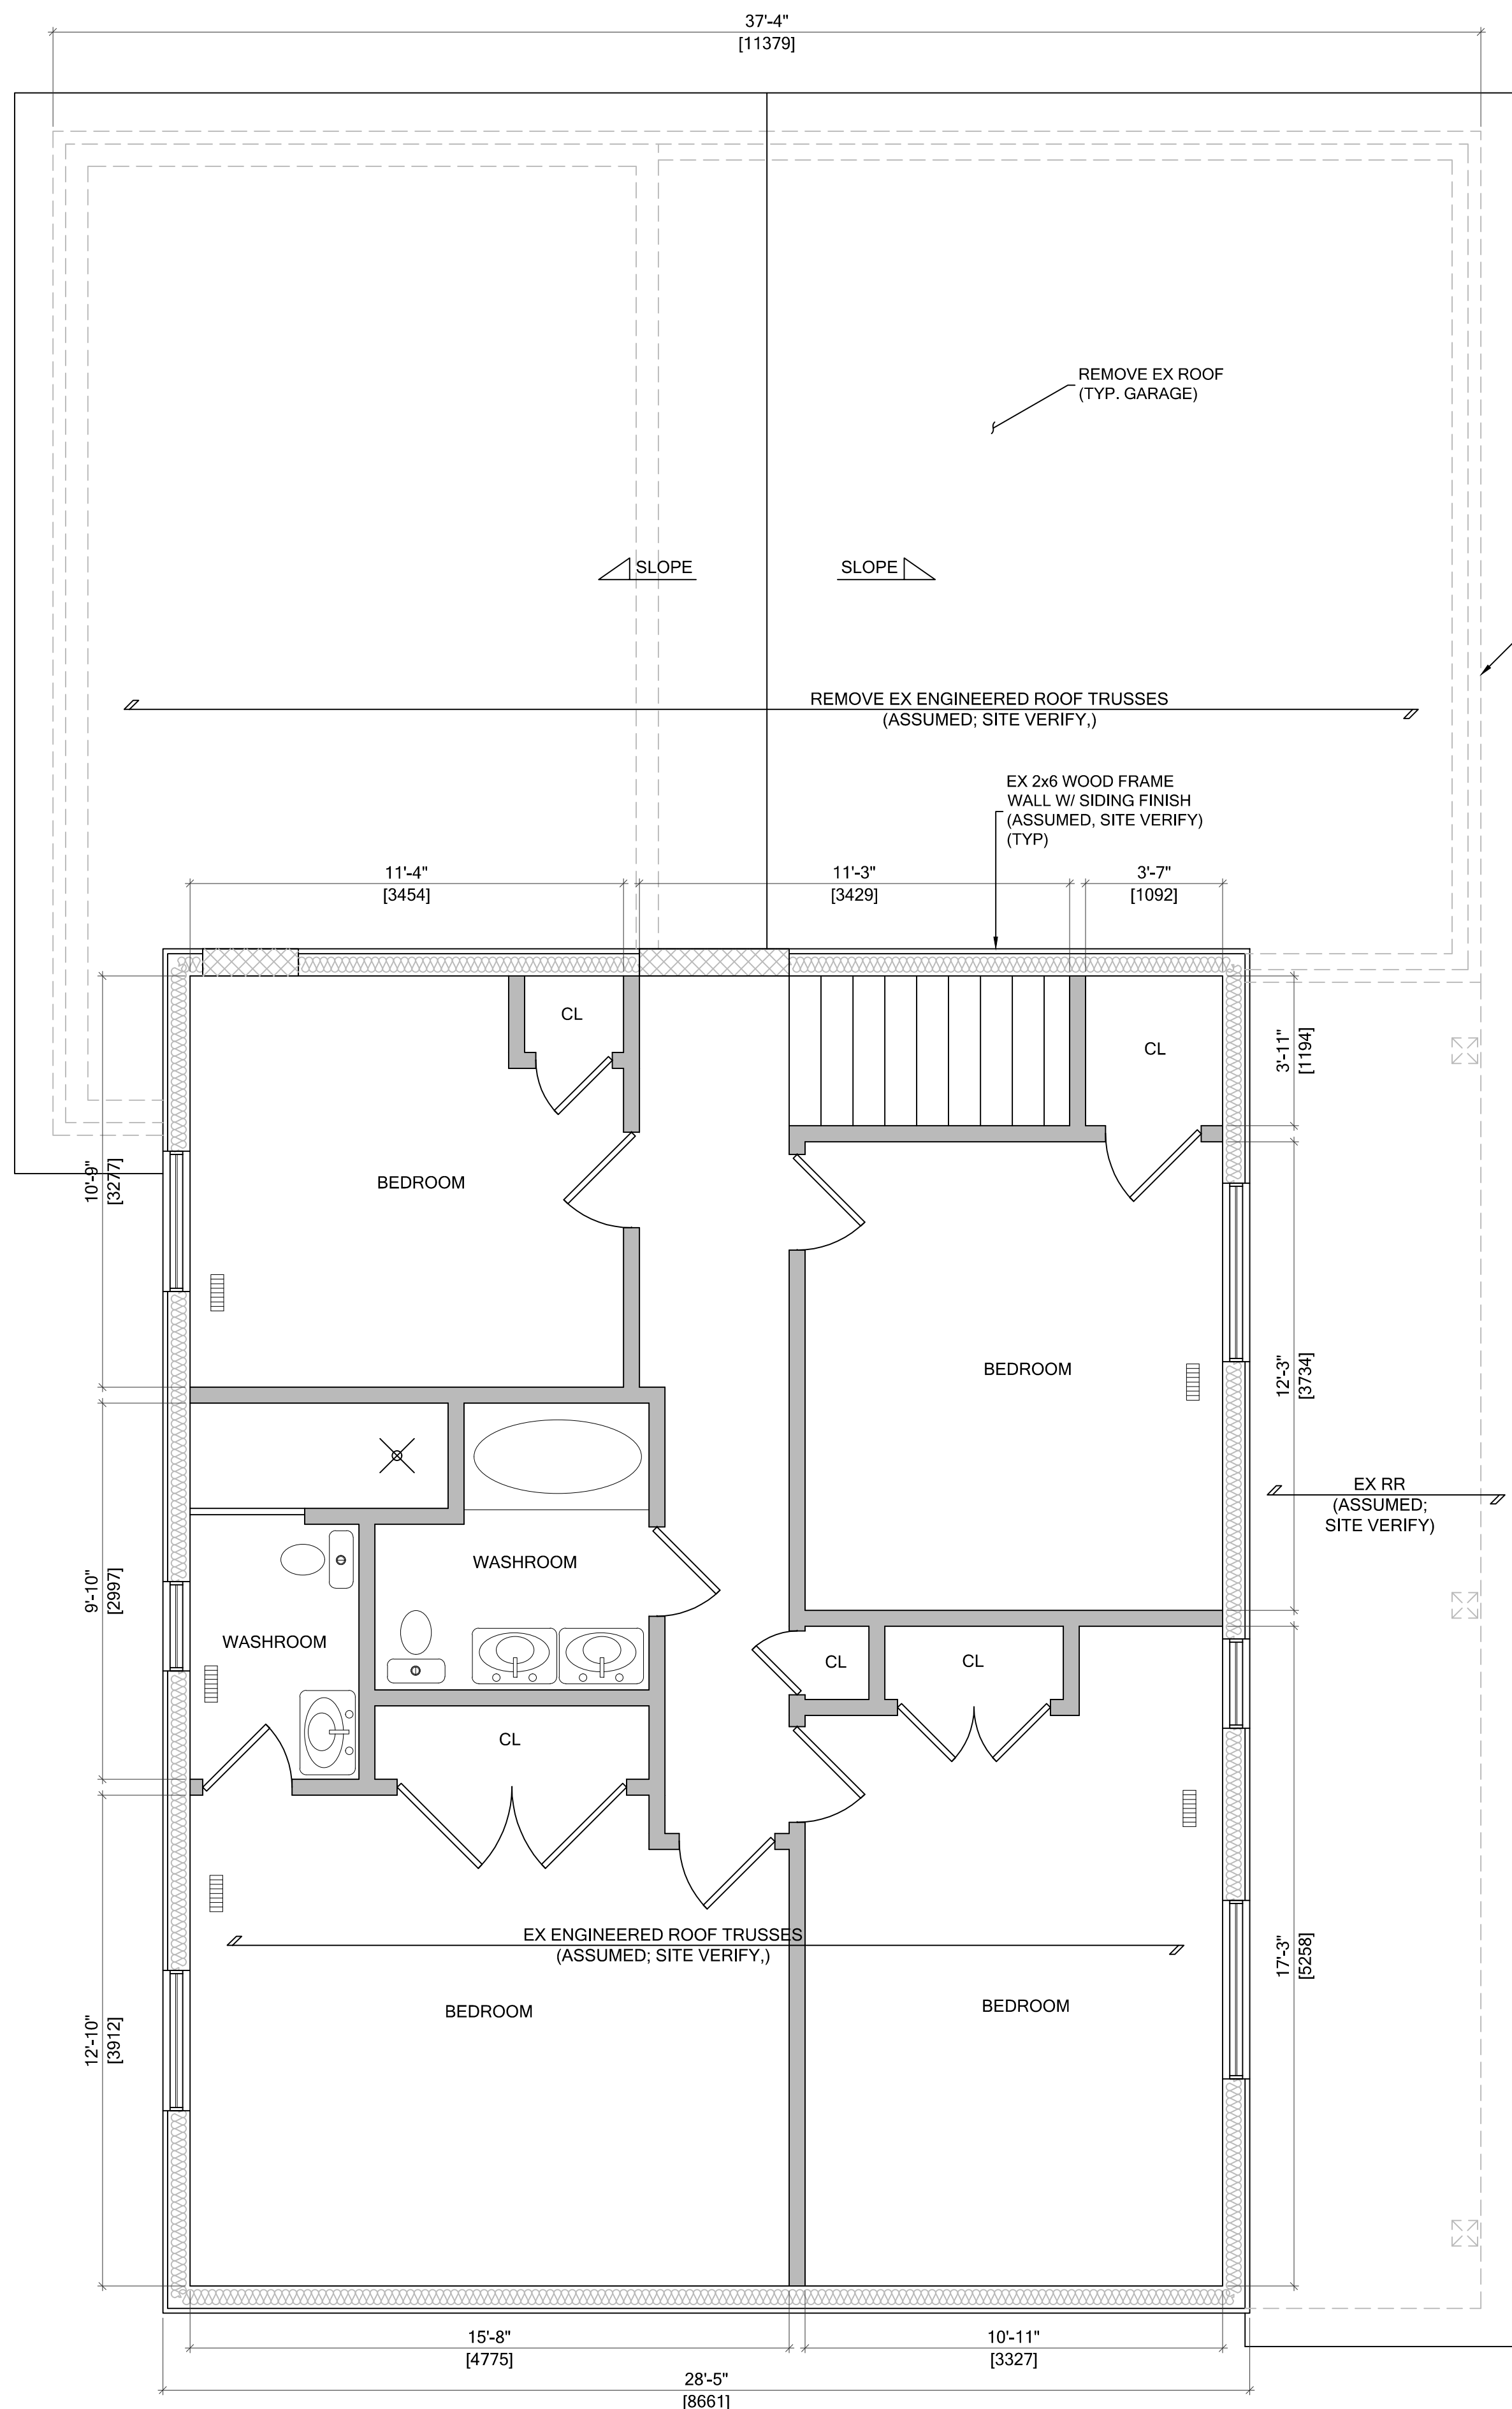 37'-4"
[11379]
REMOVE EX ROOF
(TYP. GARAGE)
SLOPE
SLOPE
REMOVE EX ENGINEERED ROOF TRUSSES
(ASSUMED; SITE VERIFY,)
EX 2x6 WOOD FRAME
WALL W/ SIDING FINISH
(ASSUMED, SITE VERIFY)
(TYP)
11'-4"
[3454]
11'-3"
[3429]
3'-7"
[1092]
CL
CL
3'-11"
[1194]
10'-9"
[3277]
BEDROOM
BEDROOM
12'-3"
[3734]
EX RR
(ASSUMED;
SITE VERIFY)
9'-10"
[2997]
WASHROOM
WASHROOM
CL
CL
CL
EX ENGINEERED ROOF TRUSSES
(ASSUMED; SITE VERIFY,)
17'-3"
[5258]
12'-10"
[3912]
BEDROOM
BEDROOM
15'-8"
[4775]
10'-11"
[3327]
28'-5"
[8661]